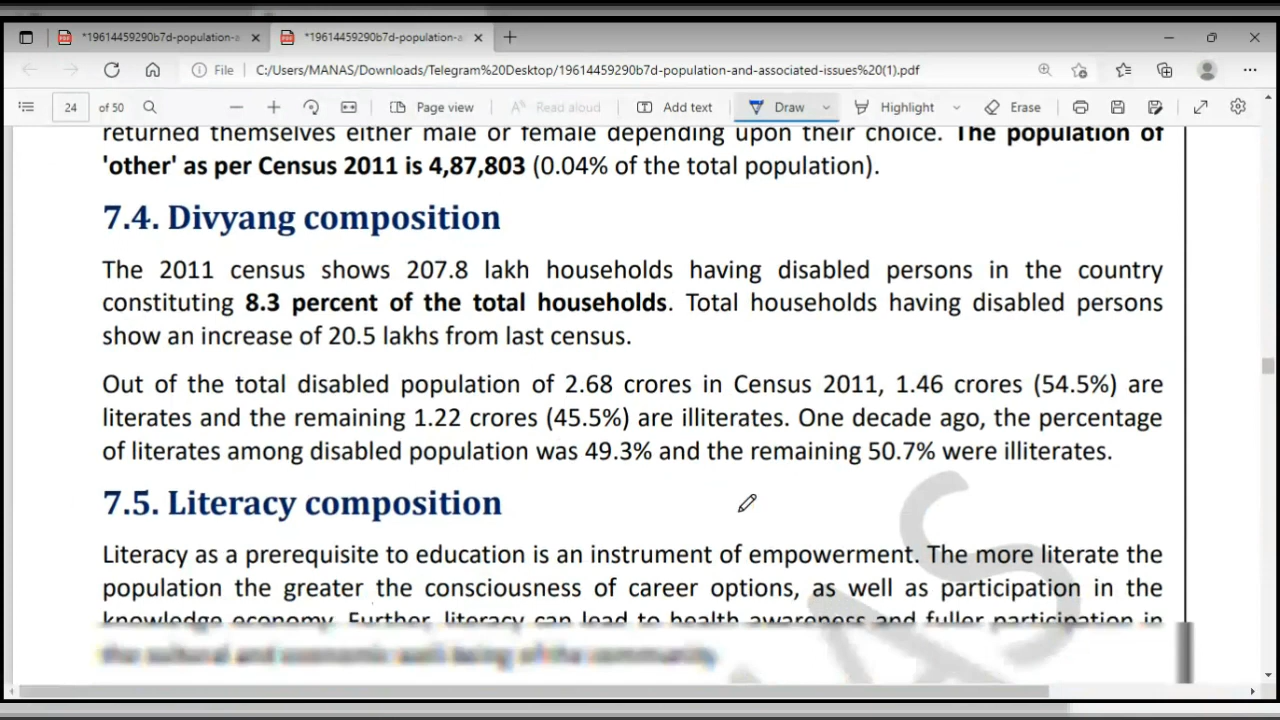 *19614459290b7d-population-a
*19614459290b7d-population-a
File C:/Users/MANAS/Downloads/Telegram%20Desktop/19614459290b7d-population-and-associated-issues%20(1).pdf
24 of 50 Page view Read aloud Add text Draw Highlight Erase
returned themselves either male or female depending upon their choice. The population of
'other' as per Census 2011 is 4,87,803 (0.04% of the total population).
7.4. Divyang composition
The 2011 census shows 207.8 lakh households having disabled persons in the country
constituting 8.3 percent of the total households. Total households having disabled persons
show an increase of 20.5 lakhs from last census.
Out of the total disabled population of 2.68 crores in Census 2011, 1.46 crores (54.5%) are
literates and the remaining 1.22 crores (45.5%) are illiterates. One decade ago, the percentage
of literates among disabled population was 49.3% and the remaining 50.7% were illiterates.
7.5. Literacy composition
Literacy as a prerequisite to education is an instrument of empowerment. The more literate the
population the greater the consciousness of career options, as well as participation in the
knowledge economy. Further, literacy can lead to health awareness and fuller participation in
the cultural and economic well being of the community.